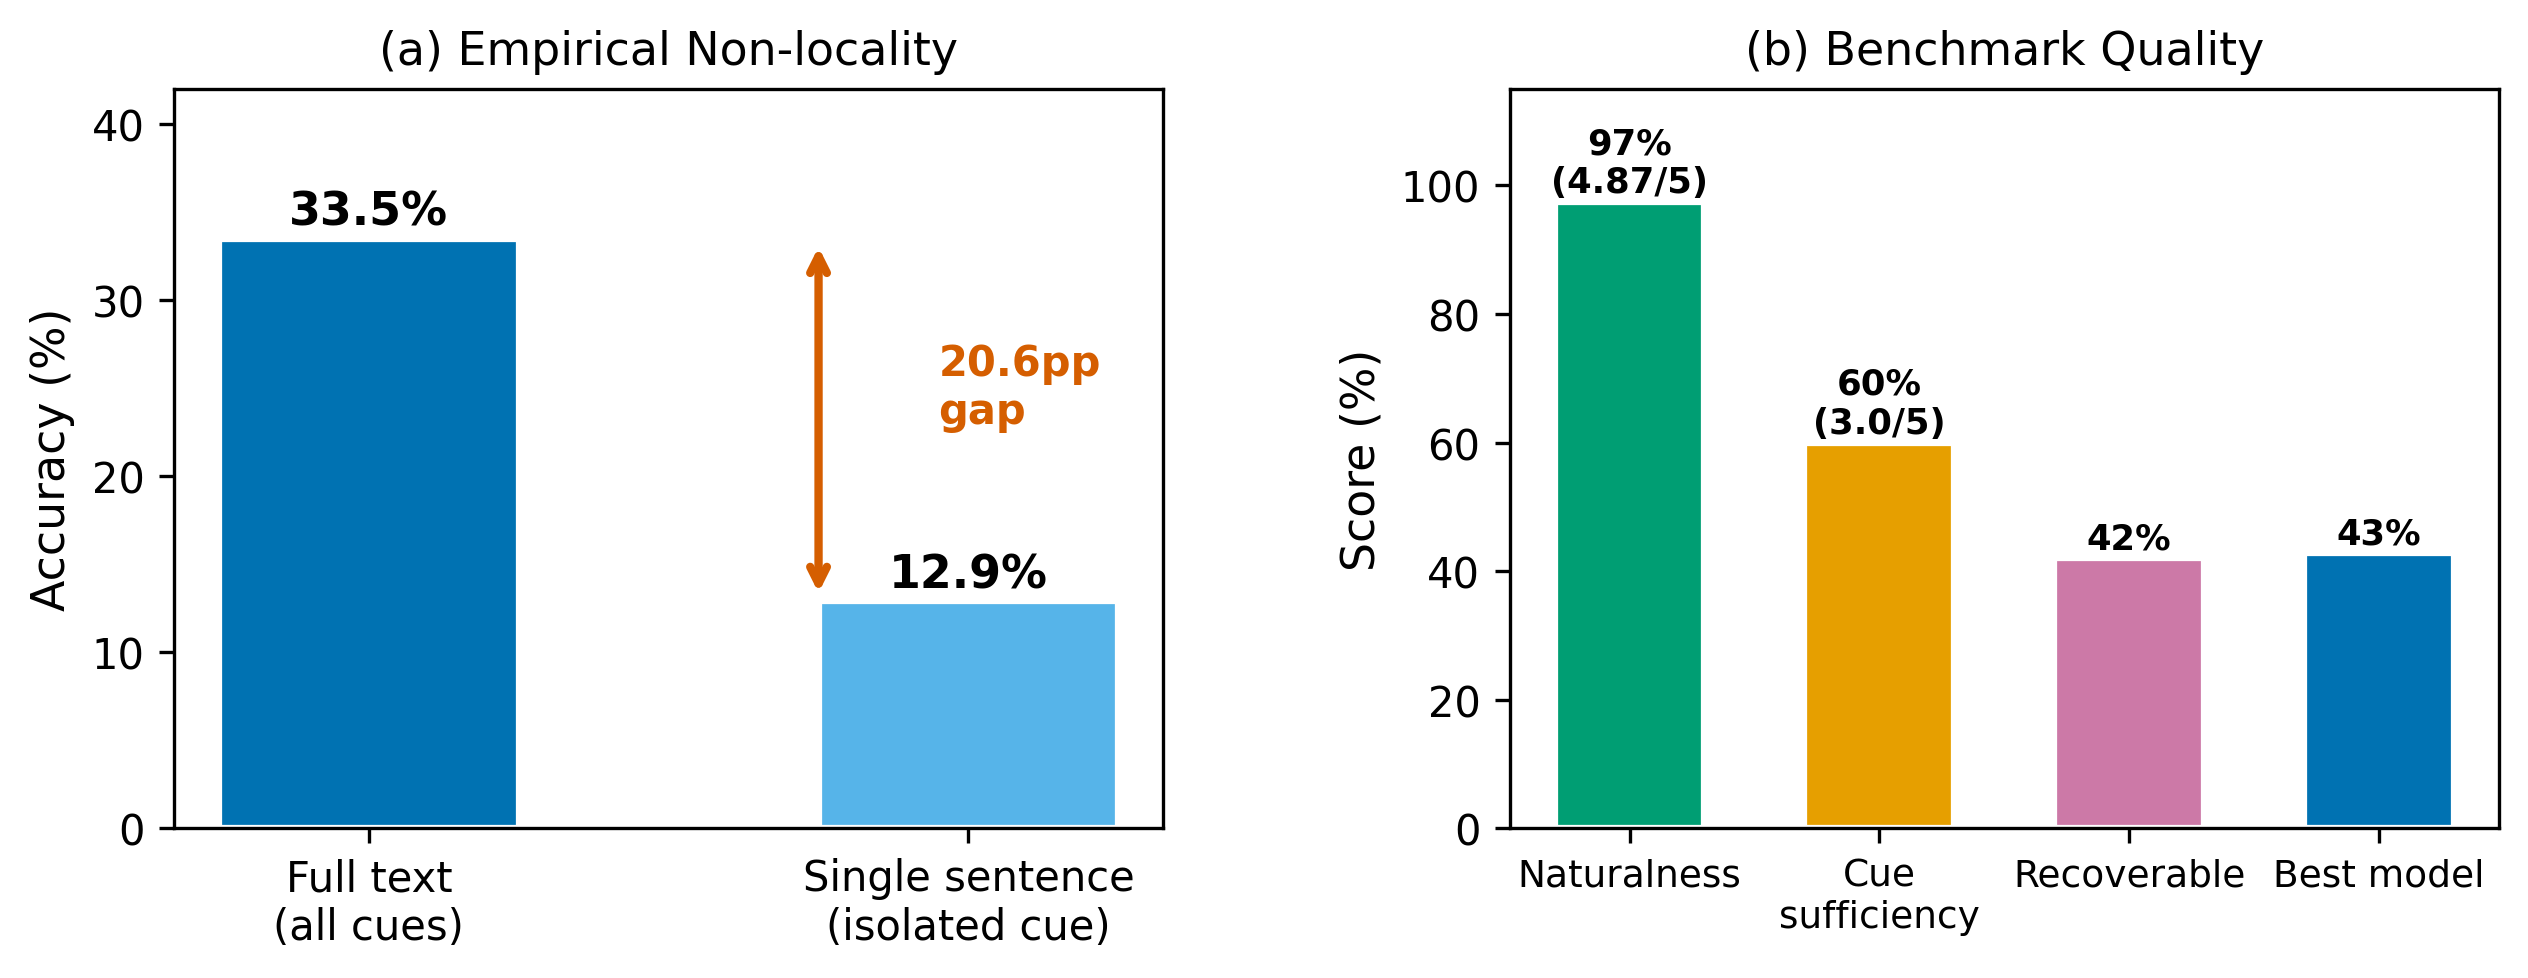 (a) Empirical Non-locality
Accuracy (%)
40
30
20
10
0
33.5%
20.6pp
gap
12.9%
Full text
(all cues)
Single sentence
(isolated cue)
(b) Benchmark Quality
Score (%)
100
80
60
40
20
0
97%
(4.87/5)
60%
(3.0/5)
42%
43%
Naturalness
Cue
sufficiency
Recoverable
Best model